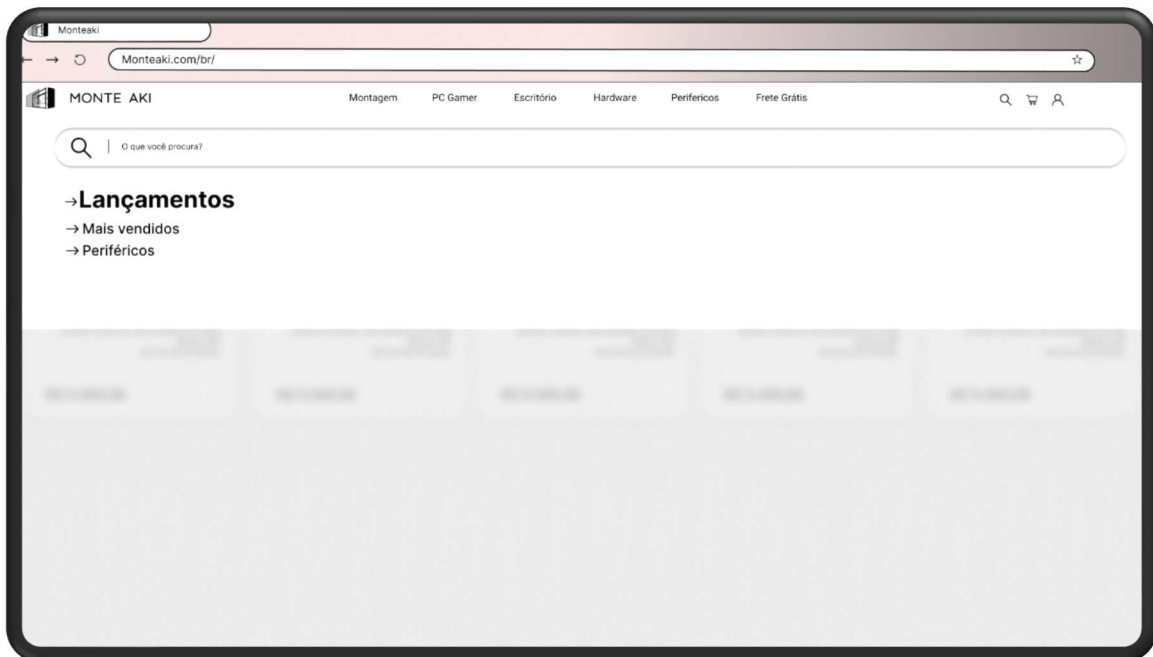 Monteaki
Monteaki.com/br/
MONTE AKI
Montagem PC Gamer Escritório Hardware Perifericos Frete Grátis
O que você procura?
→Lançamentos
→ Mais vendidos
→ Periféricos